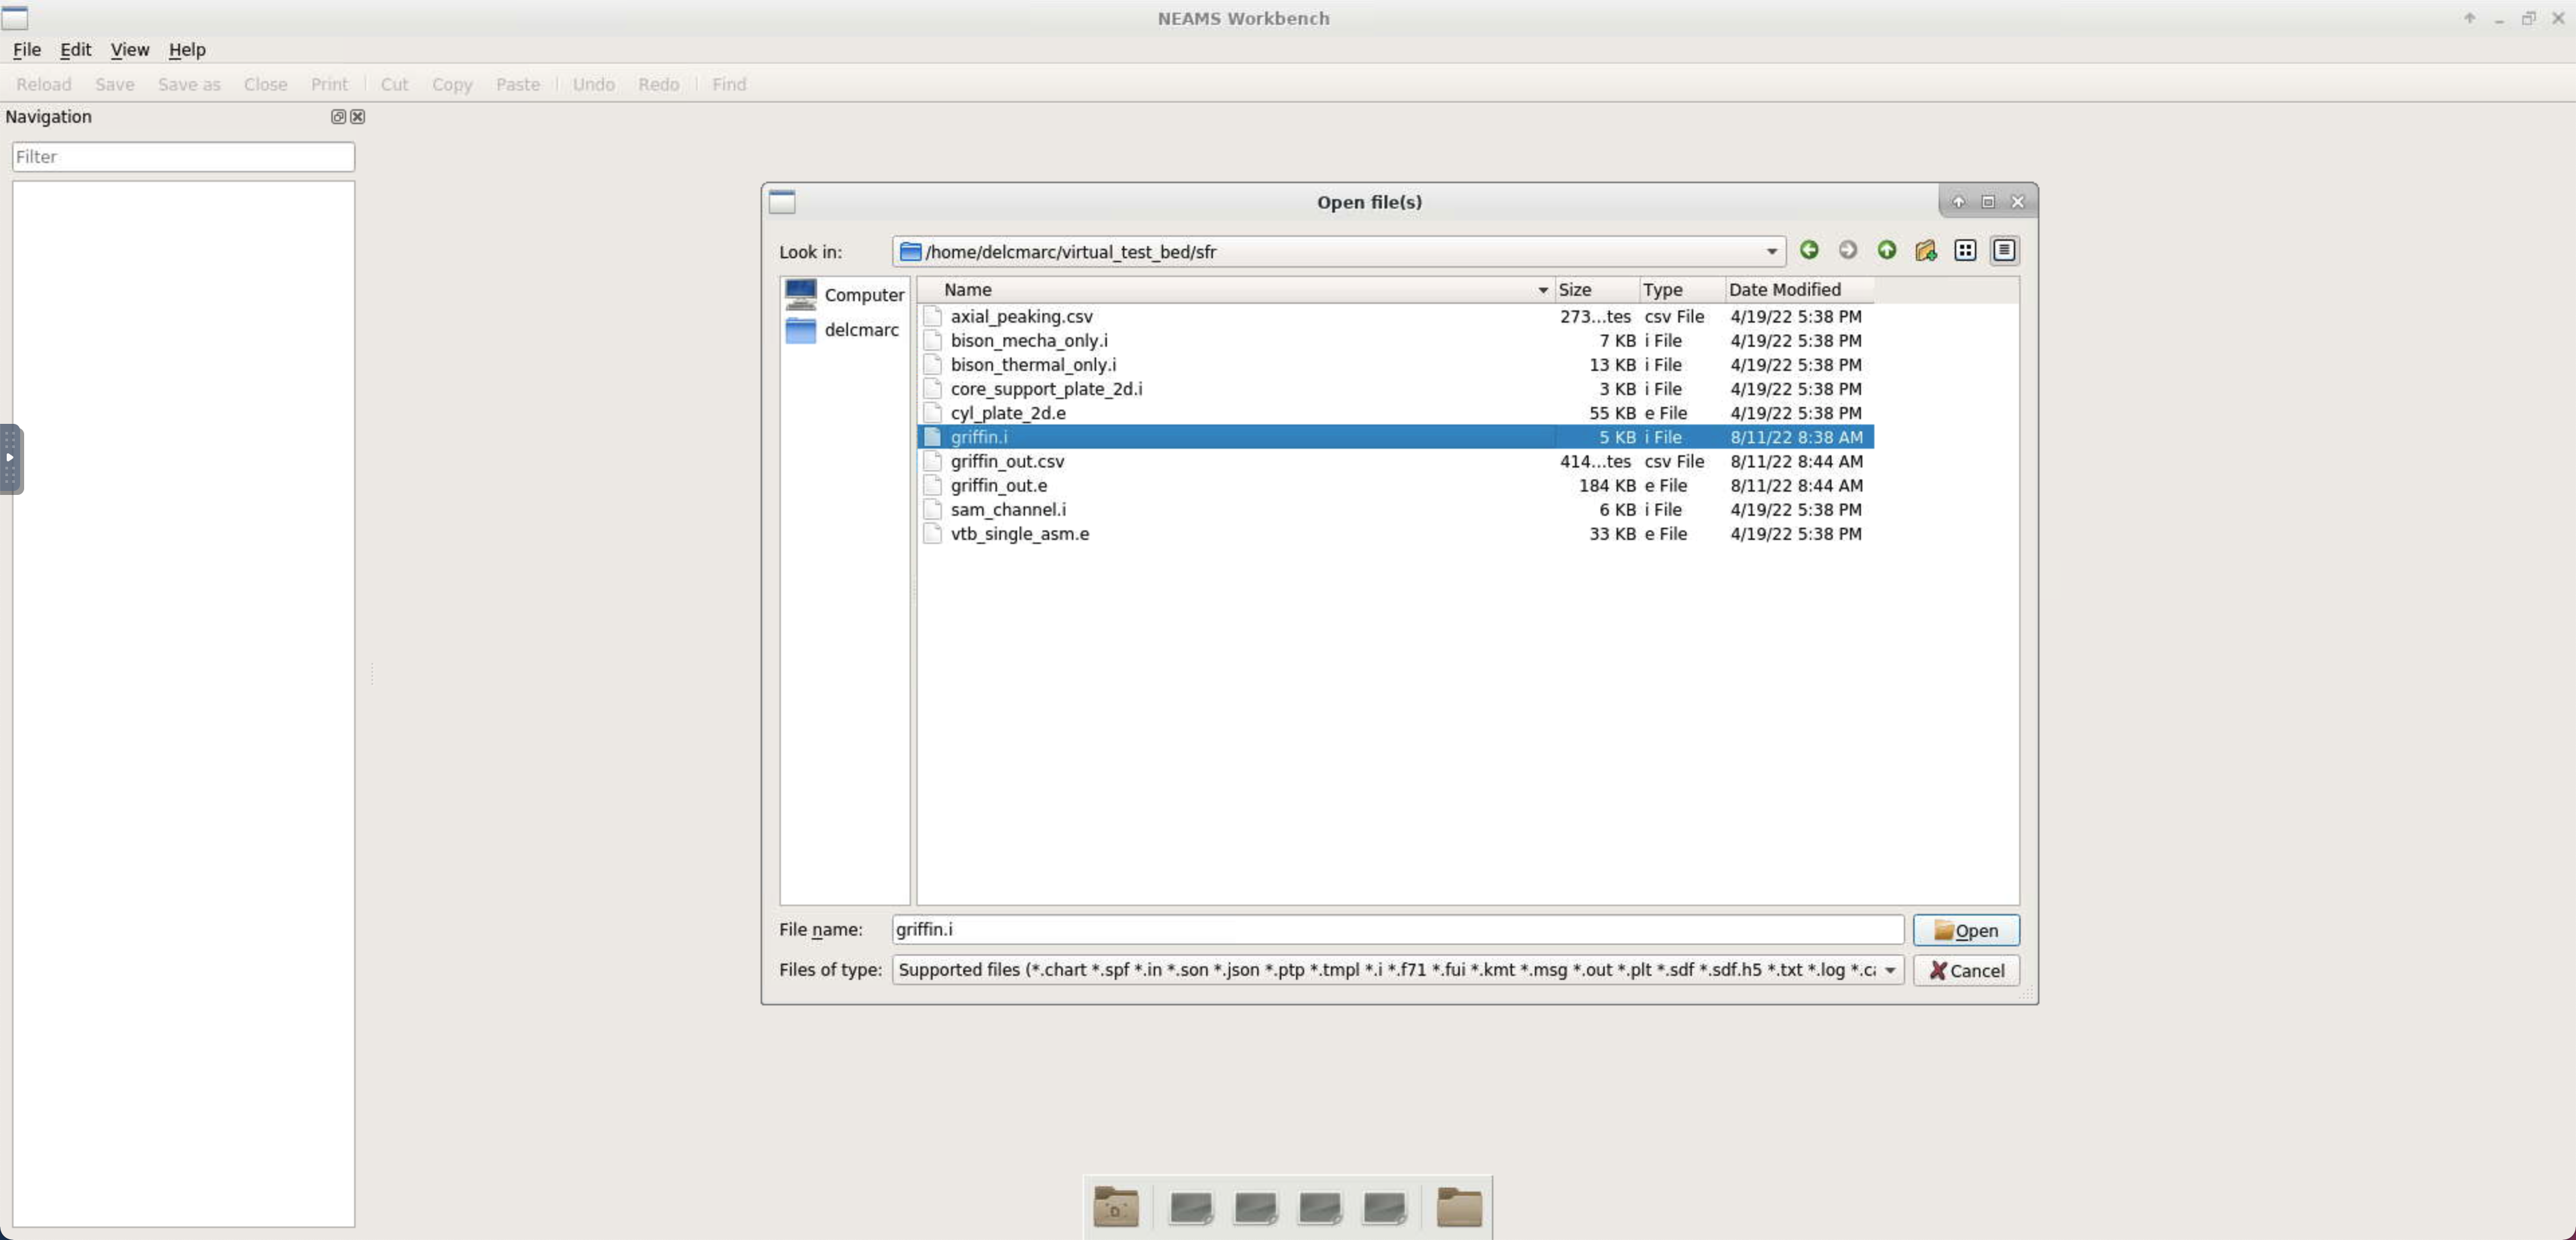 NEAMS Workbench
File Edit View Help
Reload Save Save as Close Print Cut Copy Paste Undo Redo Find
Navigation
Filter
Open file(s)
Look in: /home/delcmarc/virtual_test_bed/sfr
Computer
delcmarc
Name Size Type Date Modified
axial_peaking.csv 273...tes csv File 4/19/22 5:38 PM
bison_mecha_only.i 7 KB i File 4/19/22 5:38 PM
bison_thermal_only.i 13 KB i File 4/19/22 5:38 PM
core_support_plate_2d.i 3 KB i File 4/19/22 5:38 PM
cyl_plate_2d.e 55 KB e File 4/19/22 5:38 PM
griffin.i 5 KB i File 8/11/22 8:38 AM
griffin_out.csv 414...tes csv File 8/11/22 8:44 AM
griffin_out.e 184 KB e File 8/11/22 8:44 AM
sam_channel.i 6 KB i File 4/19/22 5:38 PM
vtb_single_asm.e 33 KB e File 4/19/22 5:38 PM
File name: griffin.i Open
Files of type: Supported files (*.chart *.spf *.in *.son *.json *.ptp *.tmpl *.i *.f71 *.fui *.kmt *.msg *.out *.plt *.sdf *.sdf.h5 *.txt *.log Cancel